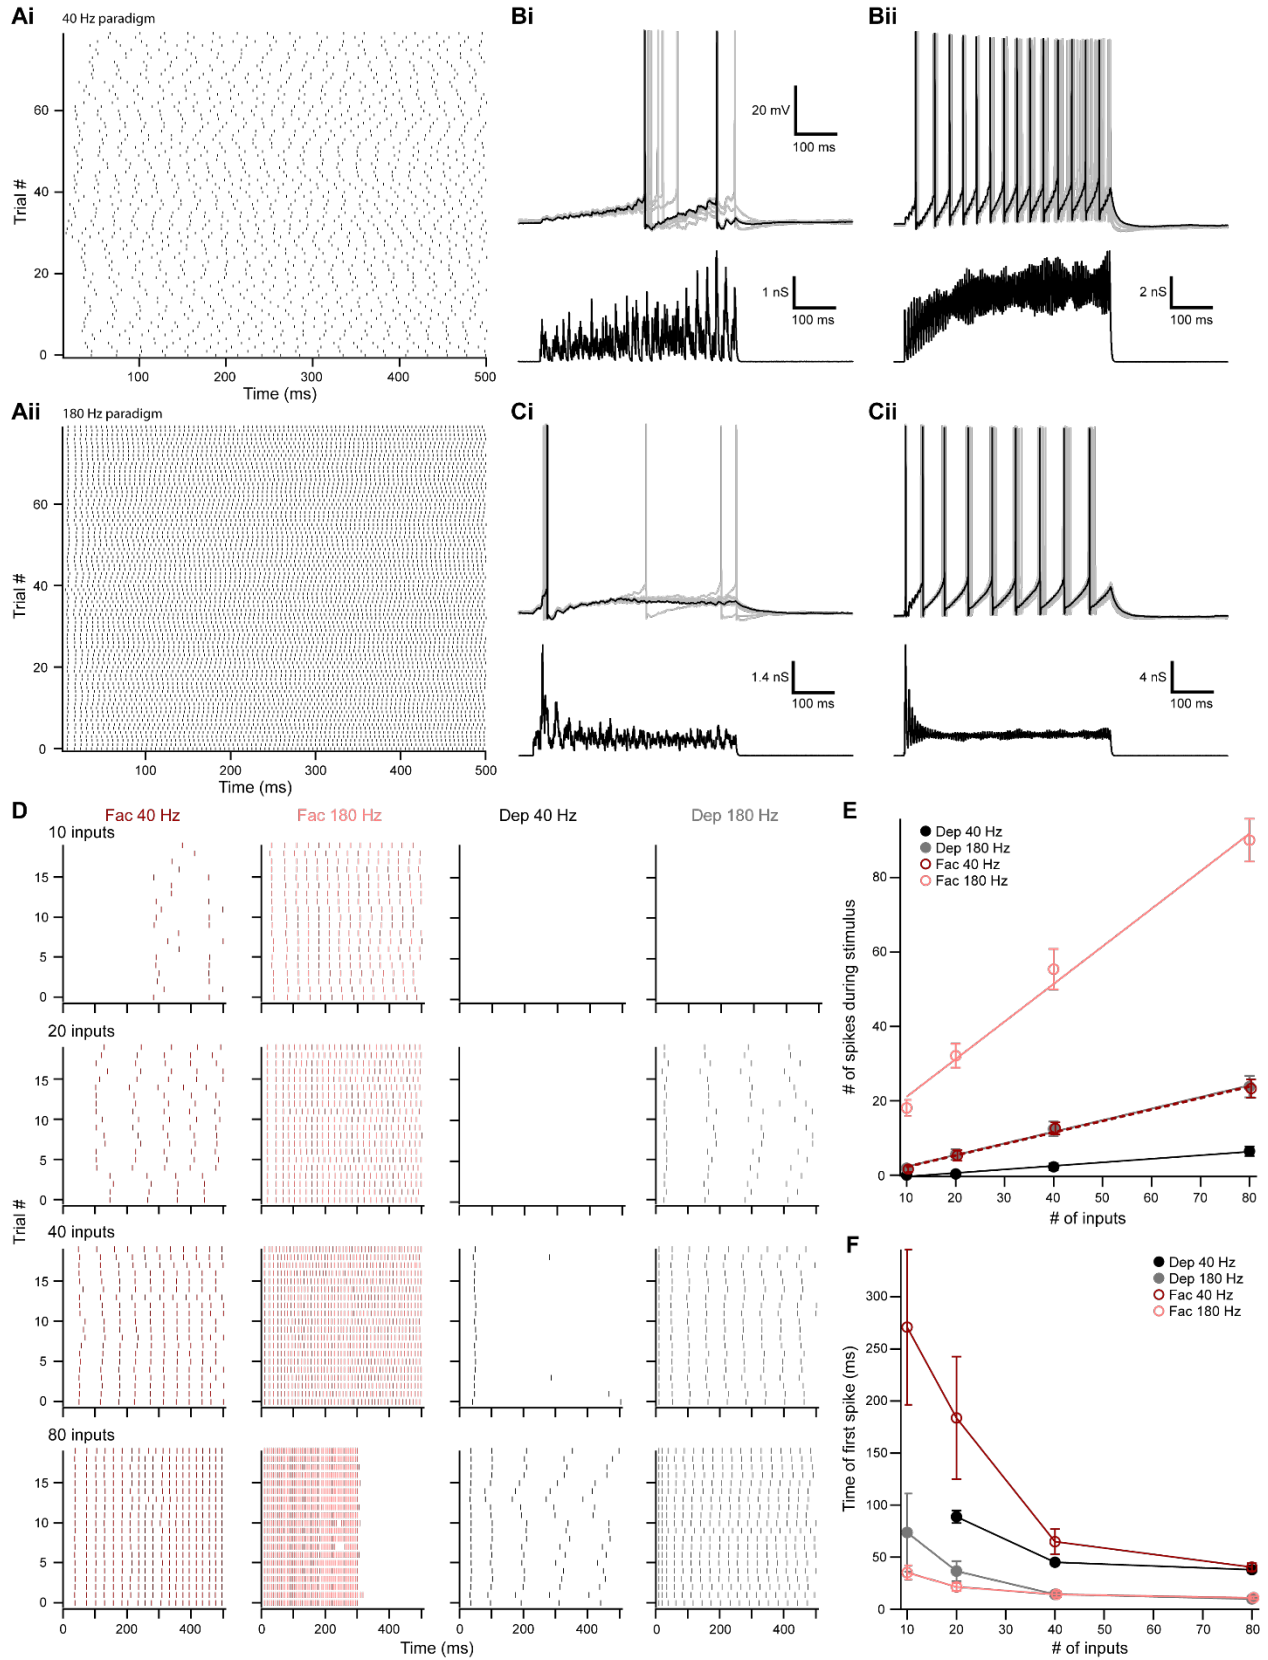 Ai
40 Hz paradigm
Trial #
60
40
20
0
100 200 300 400 500
Time (ms)
Bi
20 mV
100 ms
1 nS
100 ms
Bii
2 nS
100 ms
Aii
180 Hz paradigm
Trial #
60
40
20
0
100 200 300 400 500
Time (ms)
Ci
1.4 nS
100 ms
Cii
4 nS
100 ms
D
Fac 40 Hz Fac 180 Hz Dep 40 Hz Dep 180 Hz
10 inputs
15
10
5
0
20 inputs
15
10
5
0
Trial #
40 inputs
15
10
5
0
80 inputs
15
10
5
0
0 200 400 0 200 400 0 200 400 0 200 400
Time (ms)
E
Dep 40 Hz
Dep 180 Hz
Fac 40 Hz
Fac 180 Hz
# of spikes during stimulus
80
60
40
20
0
10 20 30 40 50 60 70 80
# of inputs
F
Dep 40 Hz
Dep 180 Hz
Fac 40 Hz
Fac 180 Hz
Time of first spike (ms)
300
250
200
150
100
50
0
10 20 30 40 50 60 70 80
# of inputs